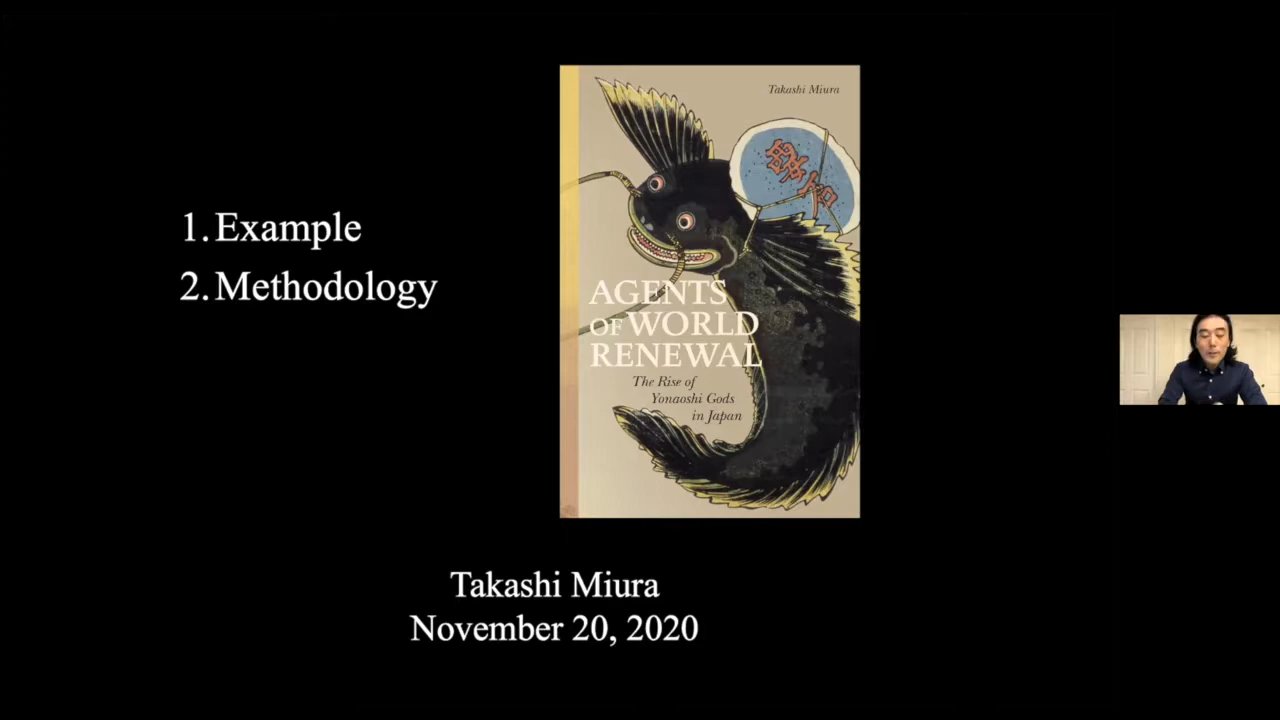 1. Example
2. Methodology
Takashi Miura
AGENTS
OF WORLD
RENEWAL
The Rise of
Yonaoshi Gods
in Japan
Takashi Miura
November 20, 2020